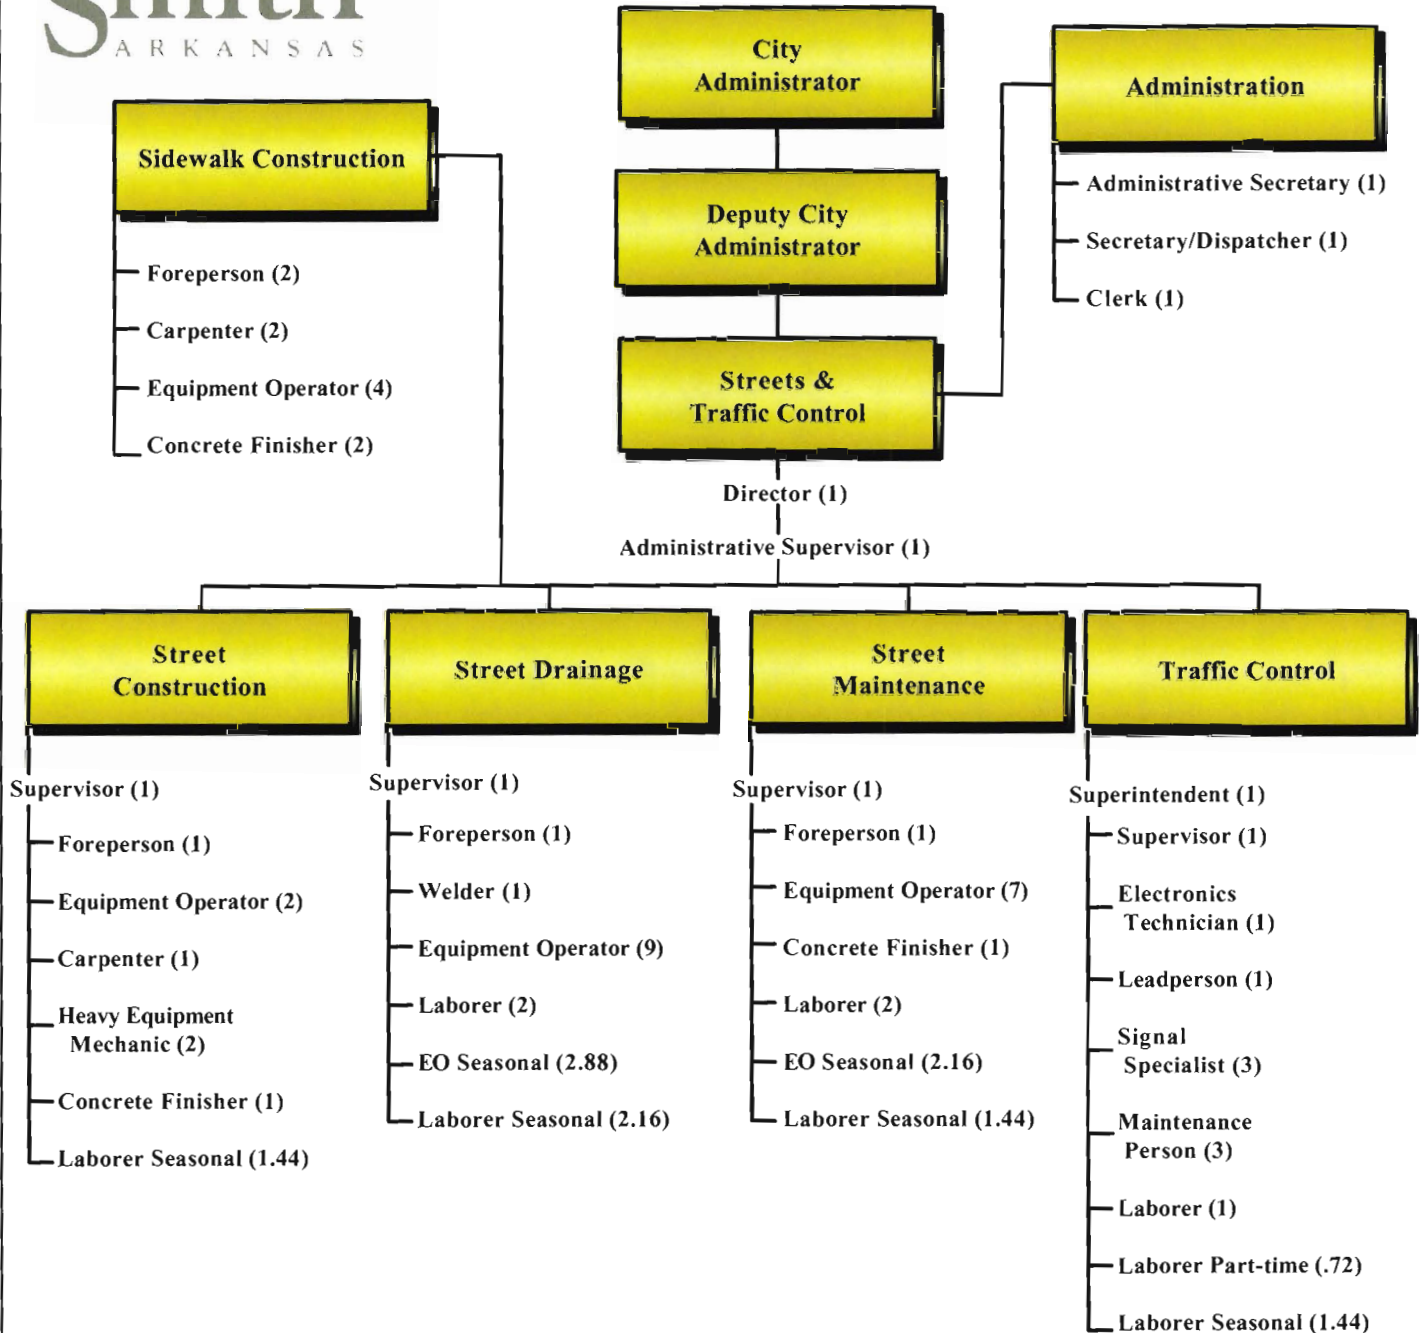 Smith
ARKANSAS
City
Administrator
Administration
Administrative Secretary (1)
Secretary/Dispatcher (1)
Clerk (1)
Sidewalk Construction
Foreperson (2)
Carpenter (2)
Equipment Operator (4)
Concrete Finisher (2)
Deputy City
Administrator
Streets &
Traffic Control
Director (1)
Administrative Supervisor (1)
Street
Construction
Supervisor (1)
Foreperson (1)
Equipment Operator (2)
Carpenter (1)
Heavy Equipment
Mechanic (2)
Concrete Finisher (1)
Laborer Seasonal (1.44)
Street Drainage
Supervisor (1)
Foreperson (1)
Welder (1)
Equipment Operator (9)
Laborer (2)
EO Seasonal (2.88)
Laborer Seasonal (2.16)
Street
Maintenance
Supervisor (1)
Foreperson (1)
Equipment Operator (7)
Concrete Finisher (1)
Laborer (2)
EO Seasonal (2.16)
Laborer Seasonal (1.44)
Traffic Control
Superintendent (1)
Supervisor (1)
Electronics
Technician (1)
Leadperson (1)
Signal
Specialist (3)
Maintenance
Person (3)
Laborer (1)
Laborer Part-time (.72)
Laborer Seasonal (1.44)